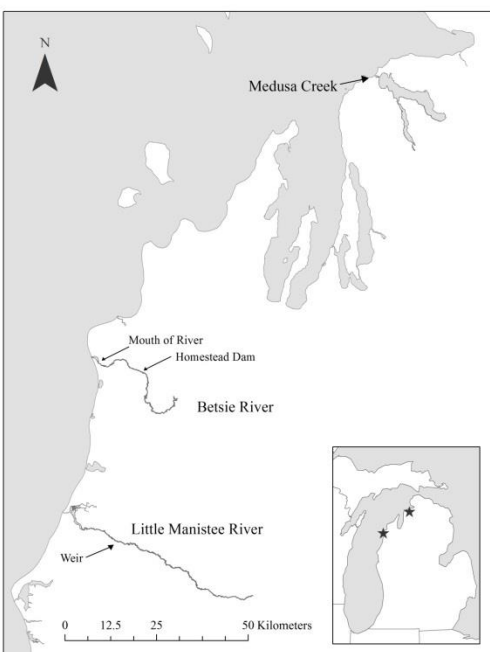 N
Medusa Creek
Mouth of River
Homestead Dam
Betsie River
Little Manistee River
Weir
0 12.5 25 50 Kilometers